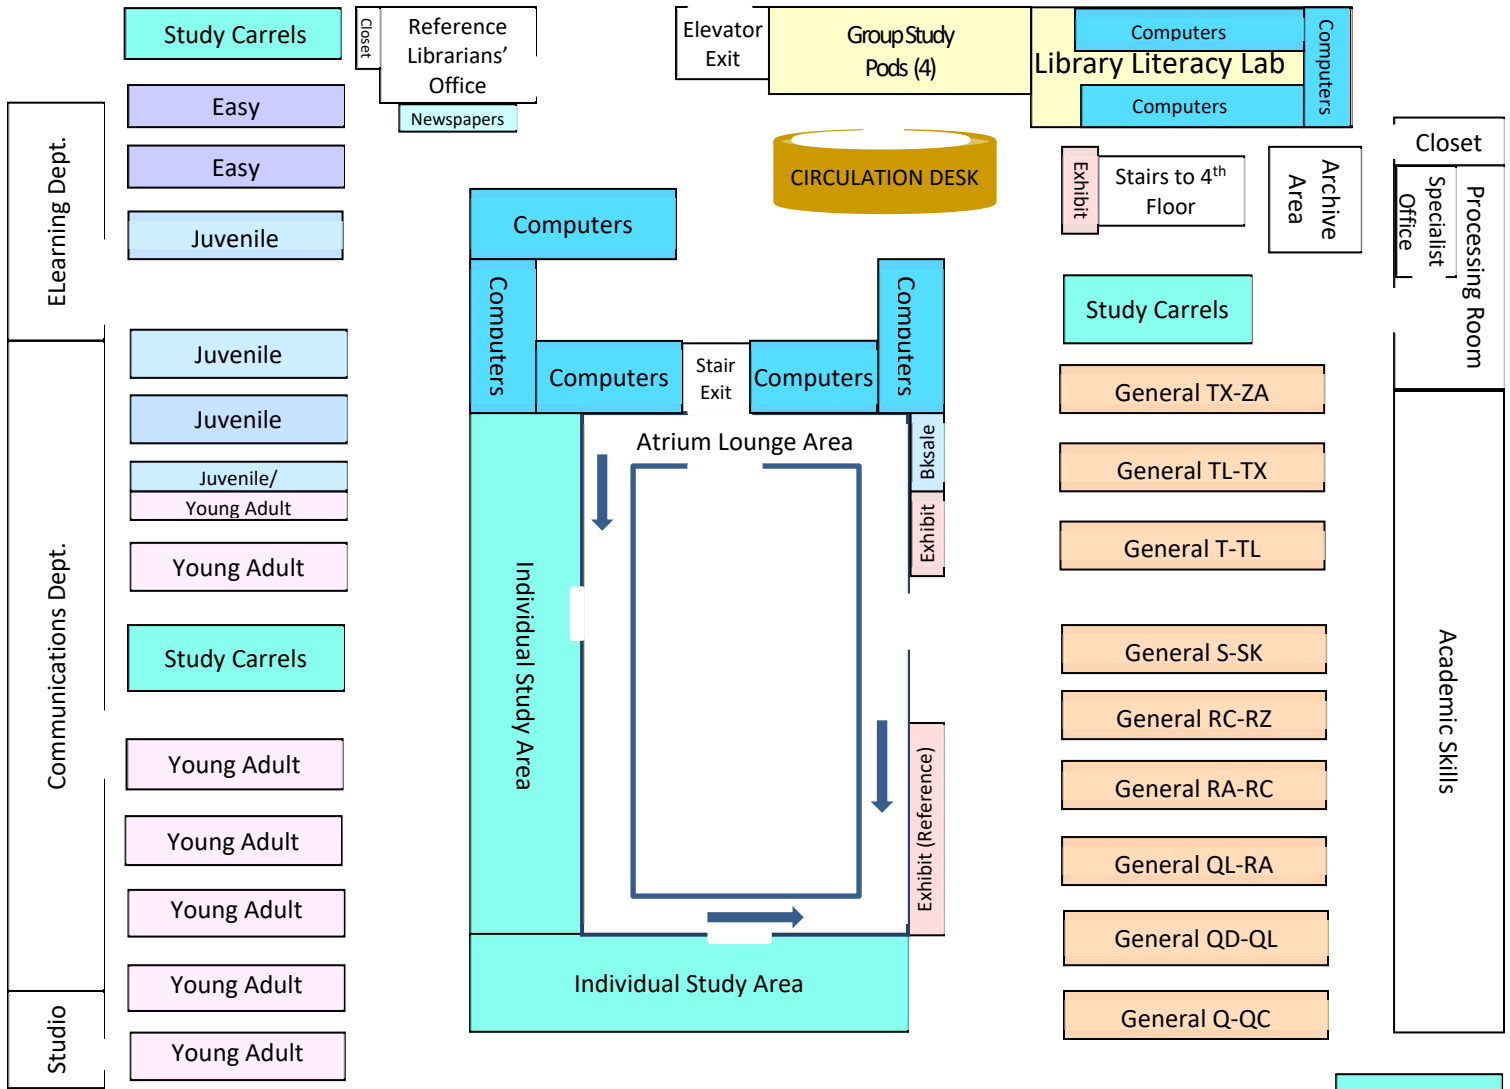 Study Carrels
Closet
Reference
Librarians’
Office
Newspapers
Elevator
Exit
Group Study
Pods (4)
Library Literacy Lab
Computers
Computers
Computers
CIRCULATION DESK
Exhibit
Stairs to 4th
Floor
Archive
Area
Closet
Specialist
Office
Processing Room
ELearning Dept.
Easy
Easy
Juvenile
Computers
Computers
Computers
Stair
Exit
Computers
Computers
Study Carrels
Communications Dept.
Juvenile
Juvenile
Juvenile/
Young Adult
Young Adult
Study Carrels
Young Adult
Young Adult
Young Adult
Young Adult
Studio
Young Adult
Atrium Lounge Area
Bksale
Exhibit
Individual Study Area
Exhibit (Reference)
Individual Study Area
General TX-ZA
General TL-TX
General T-TL
General S-SK
General RC-RZ
General RA-RC
General QL-RA
General QD-QL
General Q-QC
Academic Skills